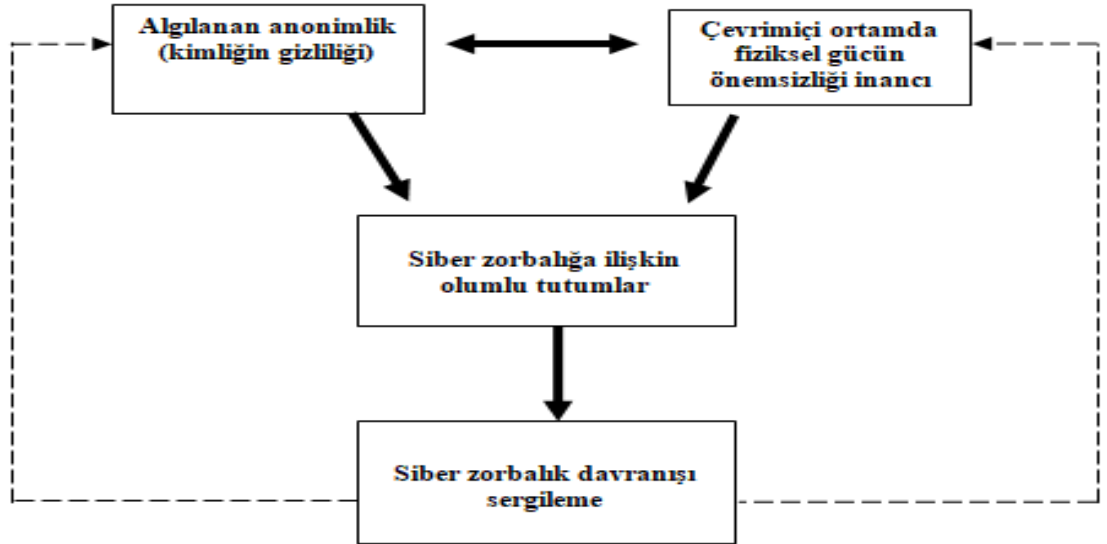 Algılanan anonimlik
(kimliğin gizliliği)
Çevrimiçi ortamda
fiziksel gücün
önemsizliği inancı
Siber zorbalığa ilişkin
olumlu tutumlar
Siber zorbalık davranışı
sergileme